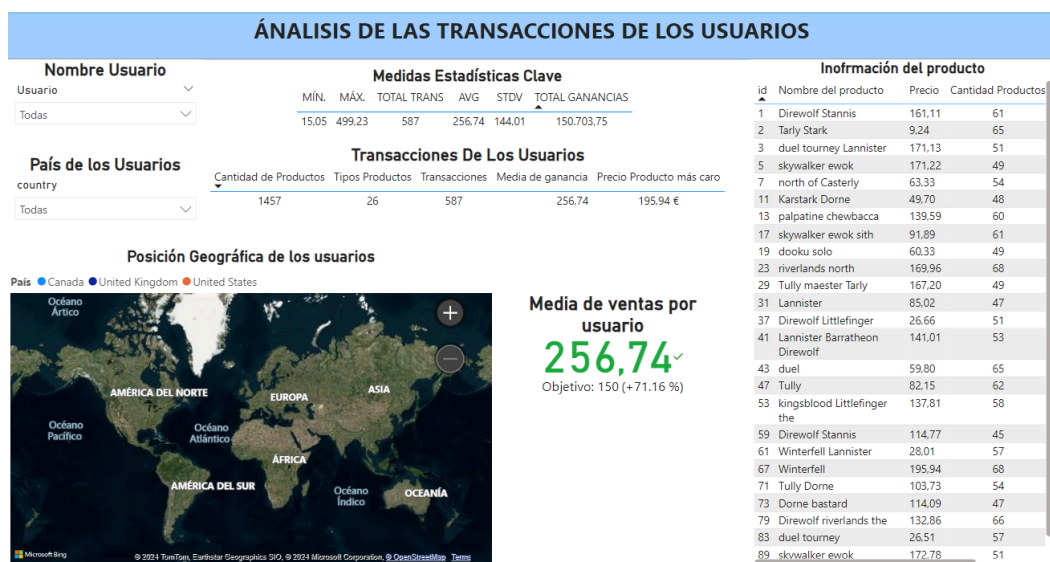 ÁNALISIS DE LAS TRANSACCIONES DE LOS USUARIOS
Nombre Usuario
Usuario
Todas
País de los Usuarios
country
Todas
Medidas Estadísticas Clave
MÍN. MÁX. TOTAL TRANS AVG STDV TOTAL GANANCIAS
15,05 499,23 587 256,74 144,01 150.703,75
Transacciones De Los Usuarios
Cantidad de Productos Tipos Productos Transacciones Media de ganancia Precio Producto más caro
1457 26 587 256,74 195,94 €
Posición Geográfica de los usuarios
País Canada United Kingdom United States
Océano
Ártico
AMÉRICA DEL NORTE
EUROPA
ASIA
Océano
Pacífico
Océano
Atlántico
ÁFRICA
AMÉRICA DEL SUR
Océano
Índico
OCEANÍA
Microsoft Bing
© 2024 TomTom, Earthstar Geographics SIO, © 2024 Microsoft Corporation, © OpenStreetMap Terms
Media de ventas por
usuario
256,74
Objetivo: 150 (+71.16 %)
Inofrmación del producto
id Nombre del producto Precio Cantidad Productos
1 Direwolf Stannis 161,11 61
2 Tarly Stark 9,24 65
3 duel tourney Lannister 171,13 51
5 skywalker ewok 171,22 49
7 north of Casterly 63,33 54
11 Karstark Dorne 49,70 48
13 palpatine chewbacca 139,59 60
17 skywalker ewok sith 91,89 61
19 dooku solo 60,33 49
23 riverlands north 169,96 68
29 Tully maester Tarly 167,20 49
31 Lannister 85,02 47
37 Direwolf Littlefinger 26,66 51
41 Lannister Barratheon 141,01 53
Direwolf
43 duel 59,80 65
47 Tully 82,15 62
53 kingsblood Littlefinger 137,81 58
the
59 Direwolf Stannis 114,77 45
61 Winterfell Lannister 28,01 57
67 Winterfell 195,94 68
71 Tully Dorne 103,73 54
73 Dorne bastard 114,09 47
79 Direwolf riverlands the 132,86 66
83 duel tourney 26,51 57
89 skywalker ewok 172,78 51